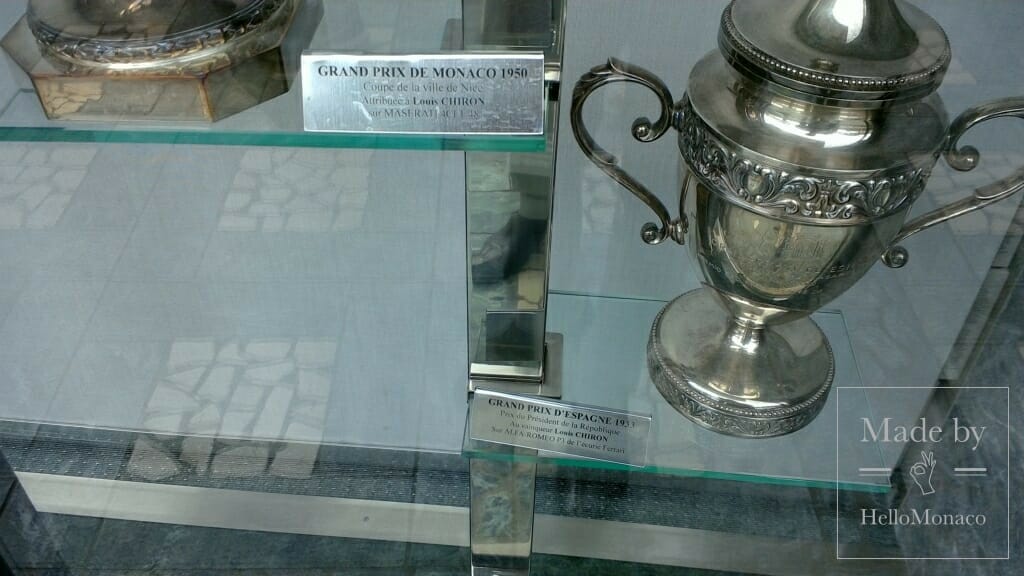 GRAND PRIX DE MONACO 1950
Coupe de la ville de Nice
Attribuée à Louis CHIRON
sur MASERATI
GRAND PRIX D'ESPAGNE 1933
Prix du Président de la République
Au vainqueur Louis CHIRON
Sur ALFA-ROMEO P3 de l'écurie Ferrari
Made by
HelloMonaco